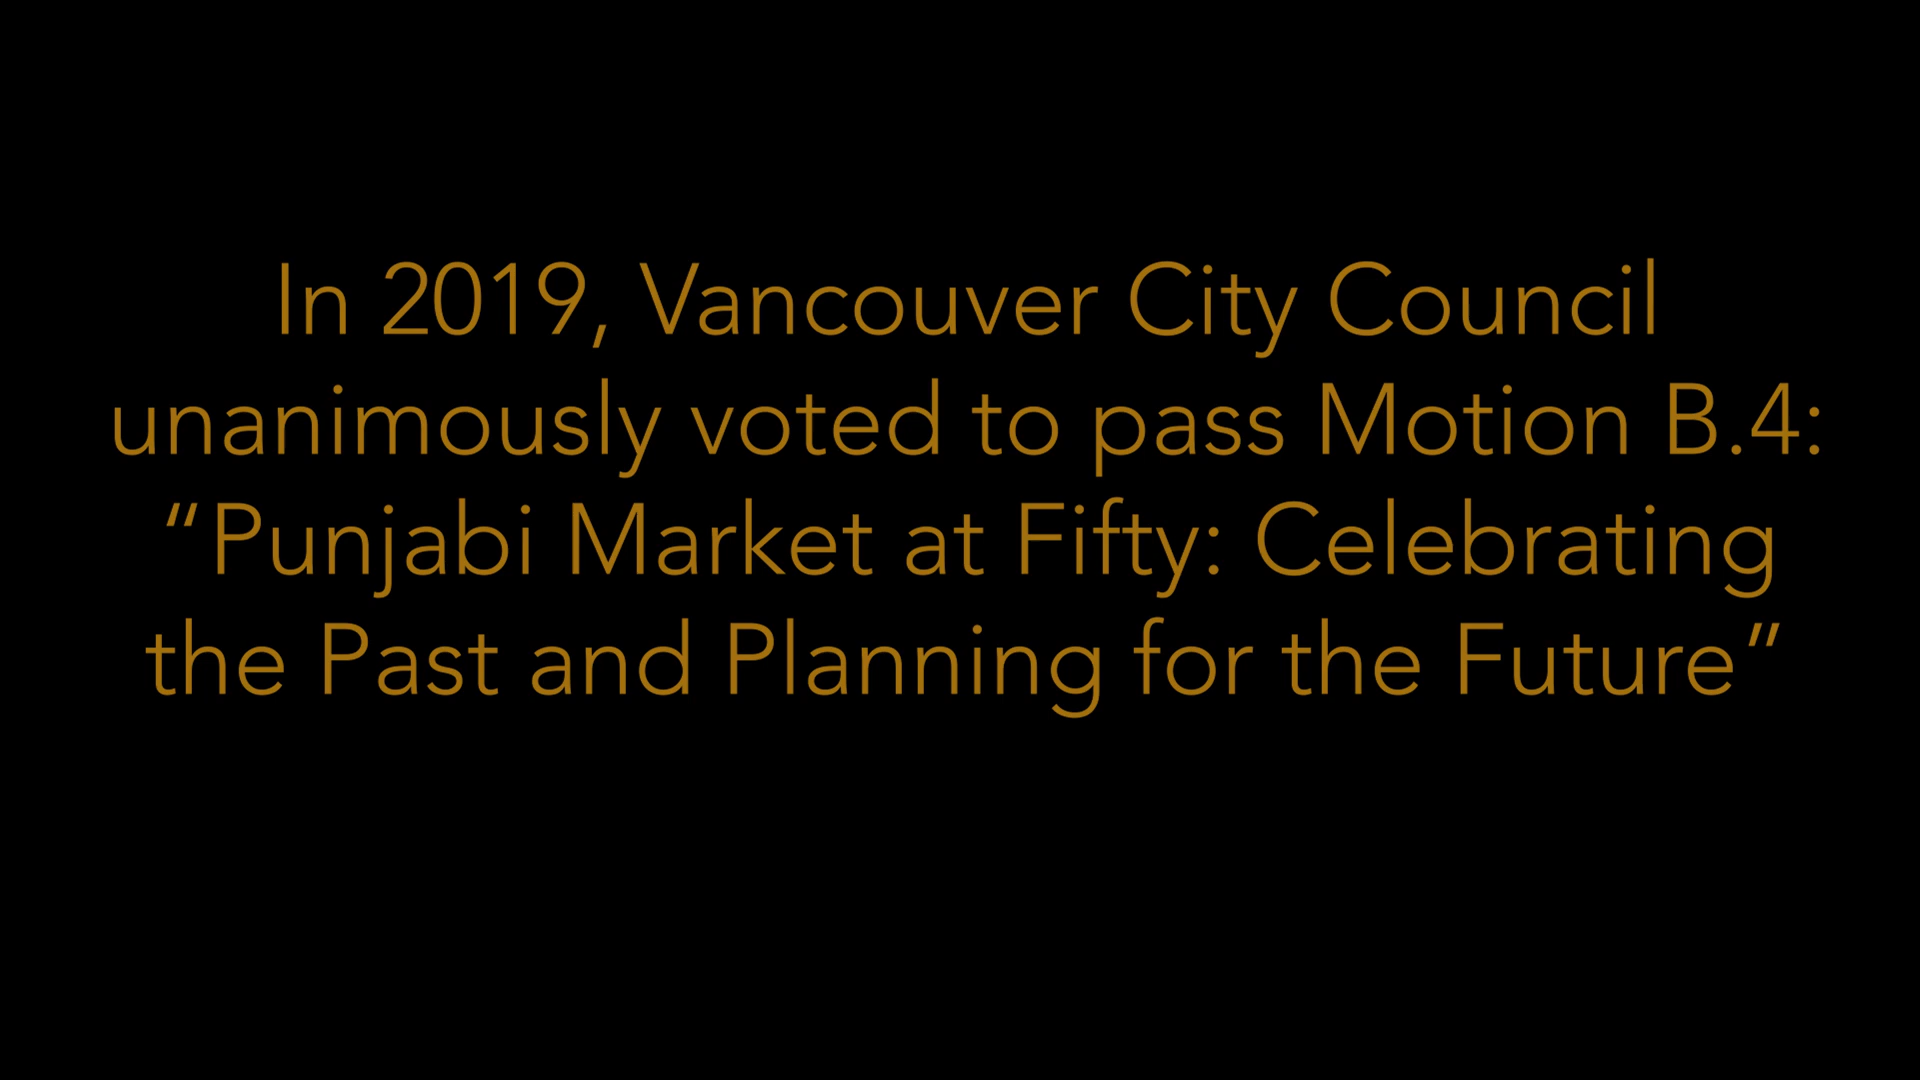 In 2019, Vancouver City Council
unanimously voted to pass Motion B.4:
“Punjabi Market at Fifty: Celebrating
the Past and Planning for the Future”